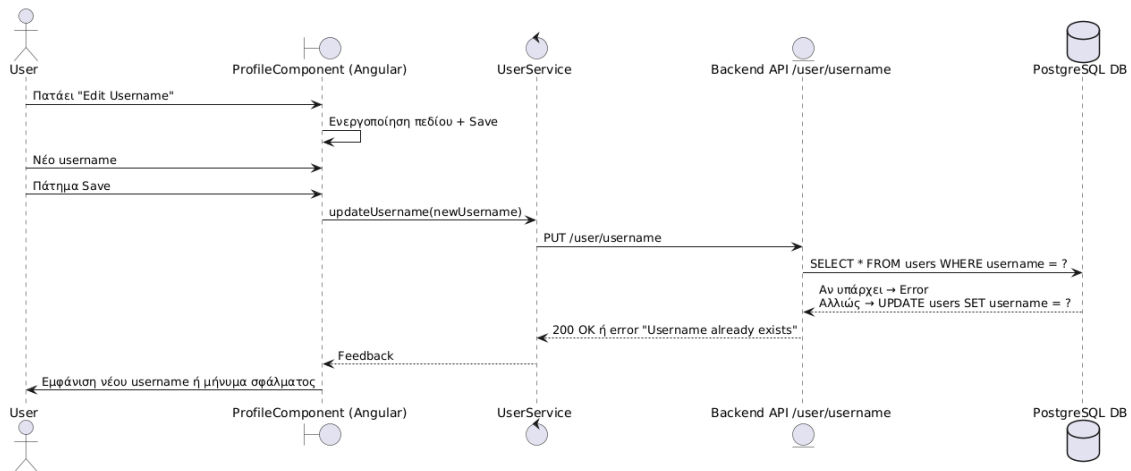 User
ProfileComponent (Angular)
UserService
Backend API /user/username
PostgreSQL DB
Πατάει "Edit Username"
Ενεργοποίηση πεδίου + Save
Νέο username
Πάτημα Save
updateUsername(newUsername)
PUT /user/username
SELECT * FROM users WHERE username = ?
Αν υπάρχει → Error
Αλλιώς → UPDATE users SET username = ?
200 OK ή error "Username already exists"
Feedback
Εμφάνιση νέου username ή μήνυμα σφάλματος
User
ProfileComponent (Angular)
UserService
Backend API /user/username
PostgreSQL DB